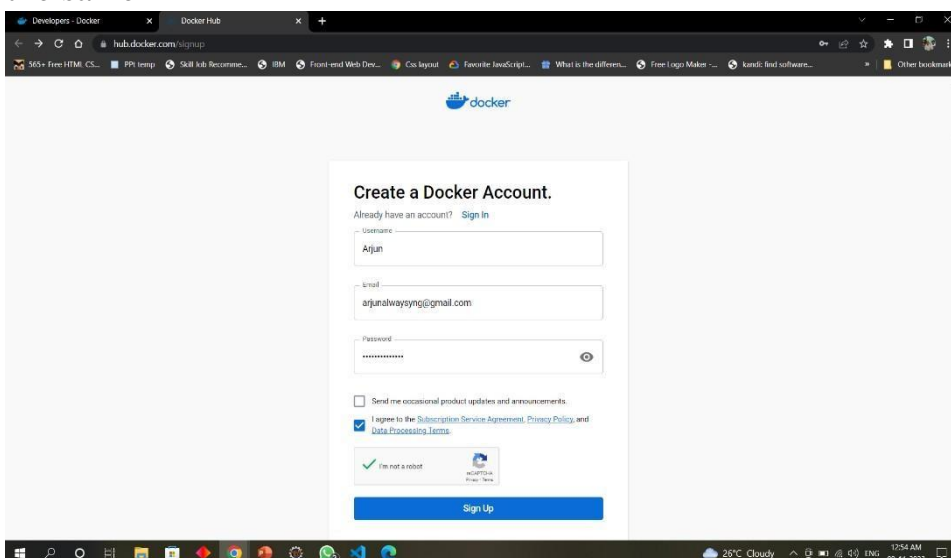 Developers - Docker
Docker Hub
hub.docker.com/signup
565+ Free HTML CS...
PPt temp
Skill Job Recomme...
IBM
Front-end Web Dev...
Css layout
Favorite JavaScript...
What is the differen...
Free Logo Maker -...
kandi: find software...
»
Other bookmark
docker
Create a Docker Account.
Already have an account? Sign In
Username
Arjun
Email
arjunalwaysyng@gmail.com
Password
Send me occasional product updates and announcements.
I agree to the Subscription Service Agreement, Privacy Policy, and
Data Processing Terms.
I'm not a robot
reCAPTCHA
Privacy - Terms
Sign Up
26°C Cloudy
ENG
12:54 AM